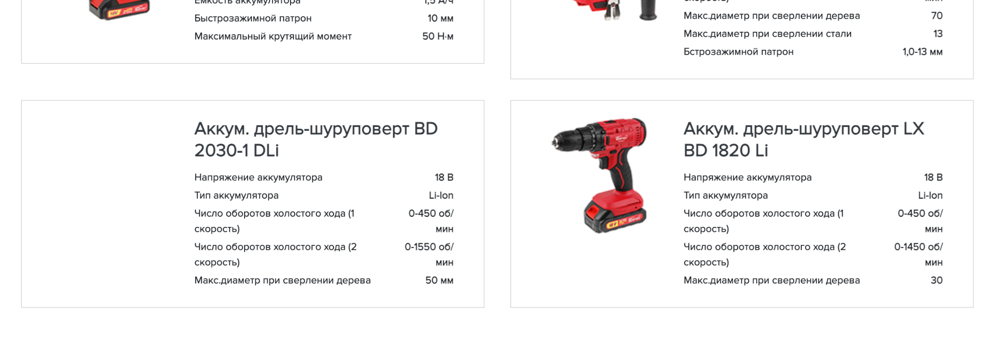 Емкость аккумулятора 1,5 А/ч
Быстрозажимной патрон 10 мм
Максимальный крутящий момент 50 Н·м
скорость) мин
Макс.диаметр при сверлении дерева 70
Макс.диаметр при сверлении стали 13
Бстрозажимной патрон 1,0-13 мм
Аккум. дрель-шуруповерт BD
2030-1 DLi
Напряжение аккумулятора 18 В
Тип аккумулятора Li-Ion
Число оборотов холостого хода (1 0-450 об/
скорость) мин
Число оборотов холостого хода (2 0-1550 об/
скорость) мин
Макс.диаметр при сверлении дерева 50 мм
Аккум. дрель-шуруповерт LX
BD 1820 Li
Напряжение аккумулятора 18 В
Тип аккумулятора Li-Ion
Число оборотов холостого хода (1 0-450 об/
скорость) мин
Число оборотов холостого хода (2 0-1450 об/
скорость) мин
Макс.диаметр при сверлении дерева 30
18V
18V